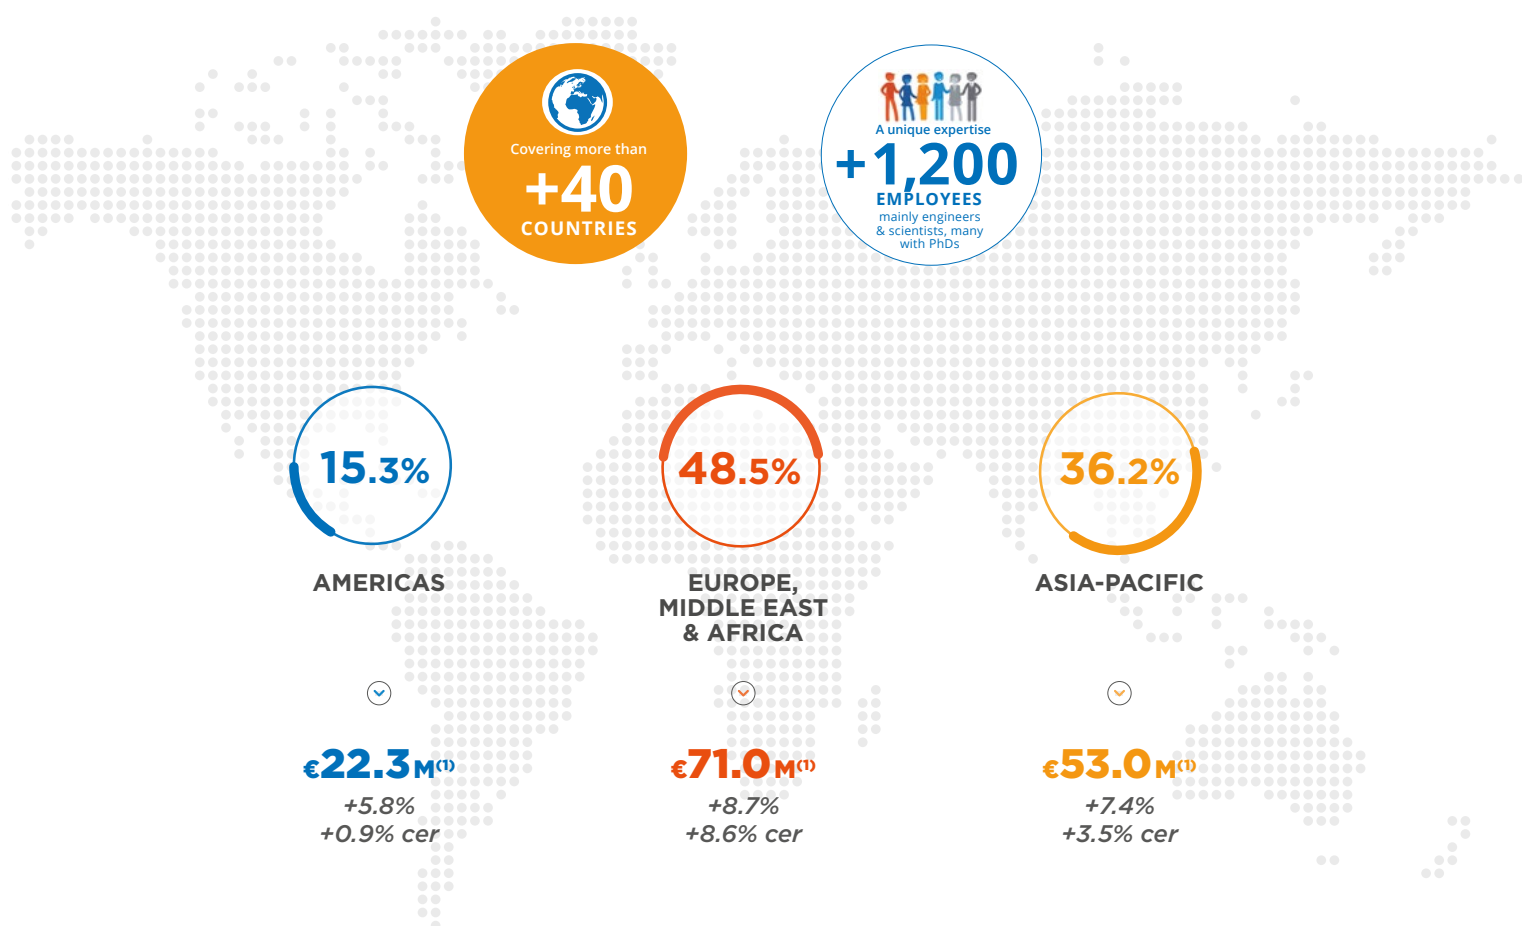 Covering more than
+40
COUNTRIES
A unique expertise
+1,200
EMPLOYEES
mainly engineers
& scientists, many
with PhDs
15.3%
48.5%
36.2%
AMERICAS
EUROPE,
MIDDLE EAST
& AFRICA
ASIA-PACIFIC
€22.3M(1)
+5.8%
+0.9% cer
€71.0M(1)
+8.7%
+8.6% cer
€53.0M(1)
+7.4%
+3.5% cer